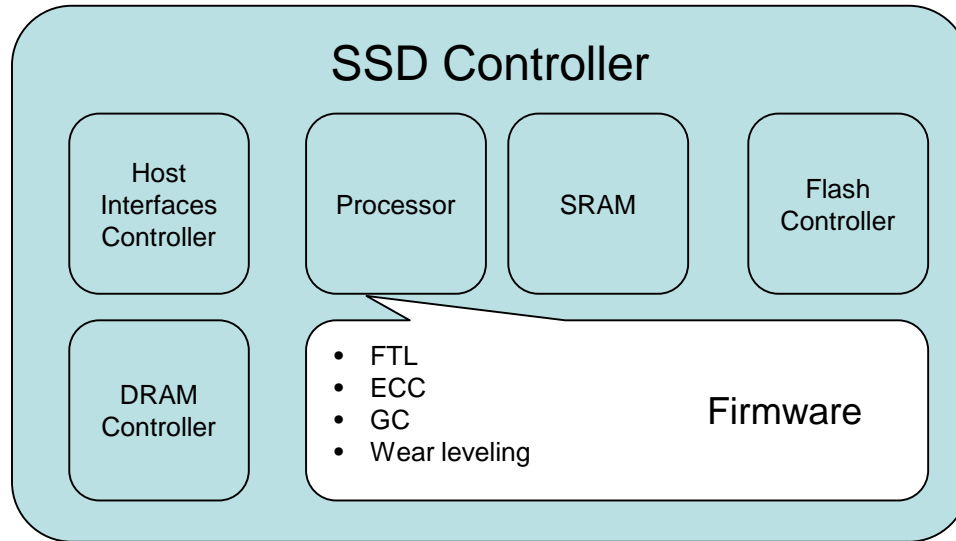 SSD Controller
Host
Interfaces
Controller
Processor
SRAM
Flash
Controller
DRAM
Controller
• FTL
• ECC
• GC
• Wear leveling
Firmware